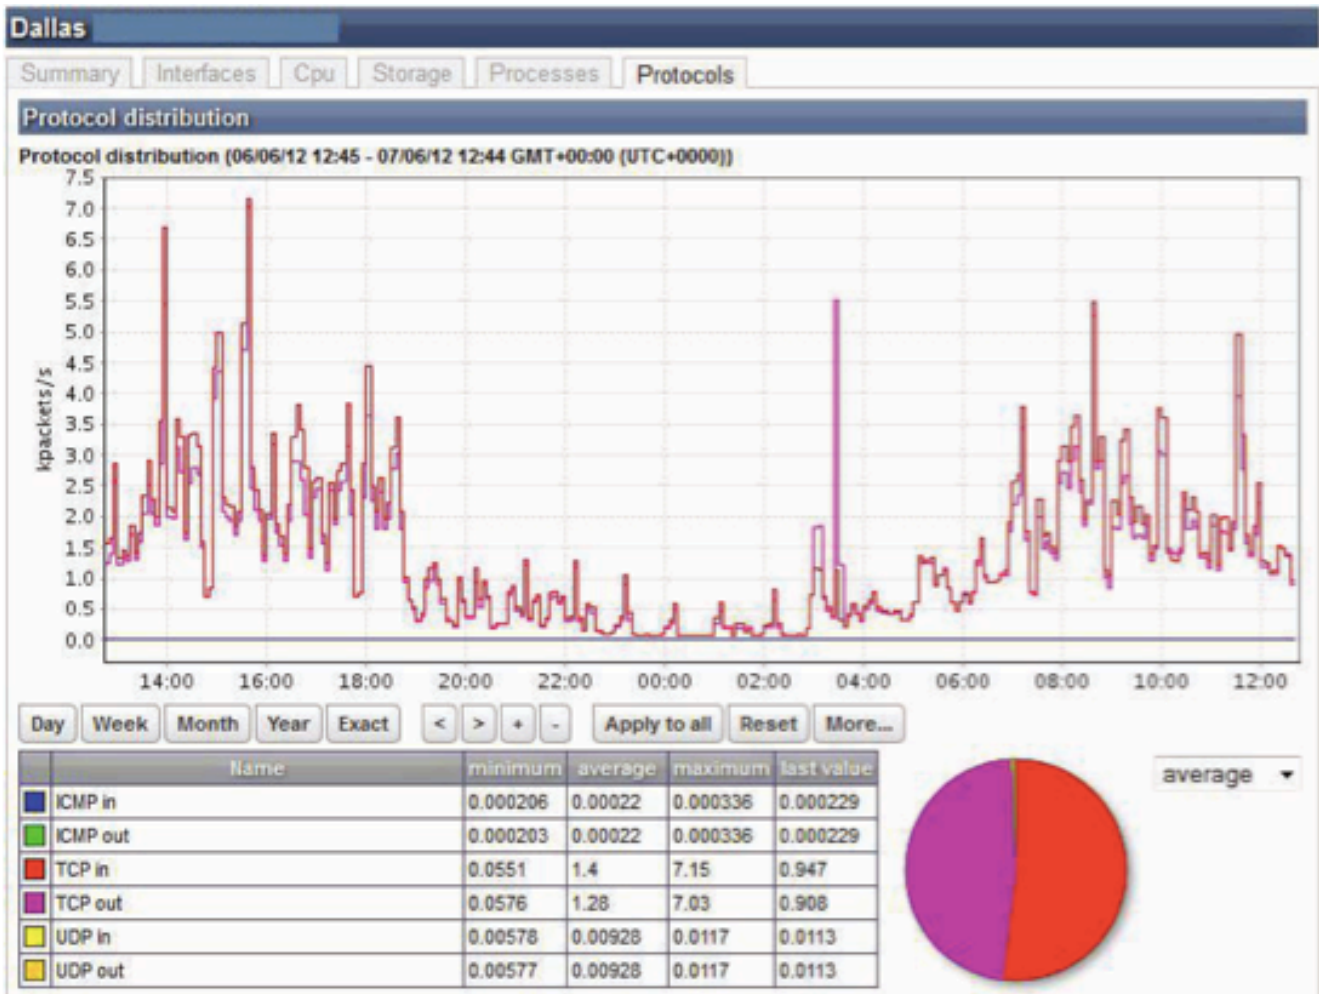 Dallas
Summary Interfaces Cpu Storage Processes Protocols
Protocol distribution
Protocol distribution (06/06/12 12:45 - 07/06/12 12:44 GMT+00:00 (UTC+0000))
7.5
7.0
6.5
6.0
5.5
5.0
4.5
4.0
3.5
3.0
2.5
2.0
1.5
1.0
0.5
0.0
kpackets/s
14:00 16:00 18:00 20:00 22:00 00:00 02:00 04:00 06:00 08:00 10:00 12:00
Day Week Month Year Exact < > + - Apply to all Reset More...
Name minimum average maximum last value
ICMP in 0.000206 0.00022 0.000336 0.000229
ICMP out 0.000203 0.00022 0.000336 0.000229
TCP in 0.0551 1.4 7.15 0.947
TCP out 0.0576 1.28 7.03 0.908
UDP in 0.00578 0.00928 0.0117 0.0113
UDP out 0.00577 0.00928 0.0117 0.0113
average